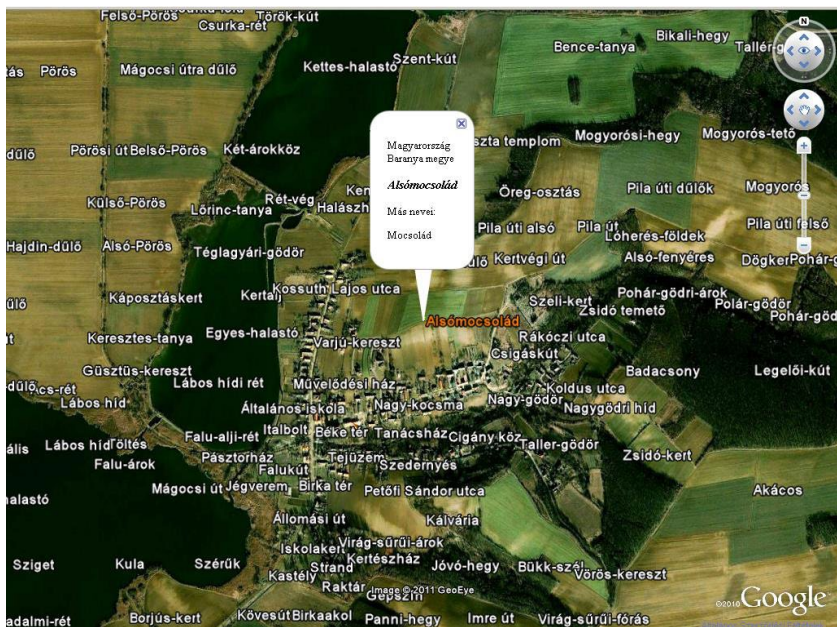 Felső-Pörös
Csurka-rét
Török-kút
Pörös
Mágocsi útra dűlő
Kettes-halastó
Szent-kút
Bence-tanya
Bikali-hegy
N
Magyarország
Baranya megye
Alsómocsolád
Más nevei:
Mocsolád
dűlő
Pörösi út
Belső-Pörös
Két-árokköz
templom
Mogyorósi-hegy
Mogyorós-tető
Külső-Pörös
Lőrinc-tanya
Rét-vég
Öreg-osztás
Pila úti dűlők
Hajdin-dűlő
Alsó-Pörös
Téglagyári-gödör
Pila úti alsó
Pila út
Lóherés-földek
Pila úti felső
Kertvégi út
Alsó-fenyéres
Káposztáskert
Kertalj
Kossuth Lajos utca
Szeli-kert
Pohár-gödri-árok
Zsidó temető
Polár-gödör
Alsómocsolád
Keresztes-tanya
Egyes-halastó
Varjú-kereszt
Rákóczi utca
Csigáskút
Güsztüs-kereszt
Lábos hídi rét
Művelődési ház
Koldus utca
Badacsony
Legelői-kút
Lábos híd
Általános iskola
Nagy-kocsma
Nagy-gödör
Nagygödri híd
Lábos híd
Töltés
Falu-alji-rét
Italbolt
Béke tér
Tanácsház
Cigány köz
Taller-gödör
Zsidó-kert
Falu-árok
Pásztorház
Falukút
Tejüzem
Szedernyés
Mágocsi út
Jégverem
Birka tér
Petőfi Sándor utca
Akácos
halastó
Állomási út
Kálvária
Sziget
Kula
Szérűk
Iskolakert
Virág-sűrűi-árok
Strand
Kertészház
Jóvó-hegy
Vörös-kereszt
Kastély
Raktár
Image © 2011 GeoEye
©2010 Google
Borjús-kert
Kövesút
Birkaakol
Gépszín
Panni-hegy
Imre út
Virág-sűrűi-fórás